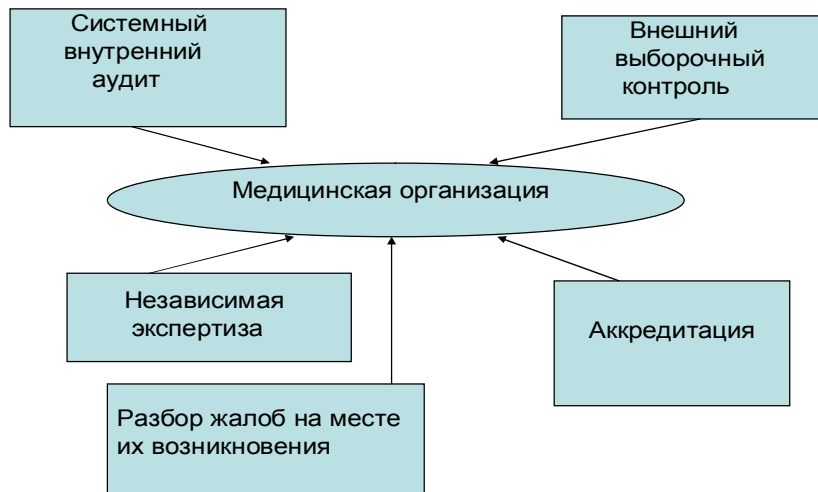 Системный
внутренний
аудит
Внешний
выборочный
контроль
Медицинская организация
Независимая
экспертиза
Аккредитация
Разбор жалоб на месте
их возникновения